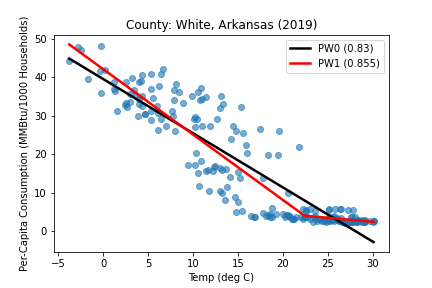 County: White, Arkansas (2019)
Per-Capita Consumption (MMBtu/1000 Households)
50
40
30
20
10
0
PW0 (0.83)
PW1 (0.855)
−5
0
5
10
15
20
25
30
Temp (deg C)